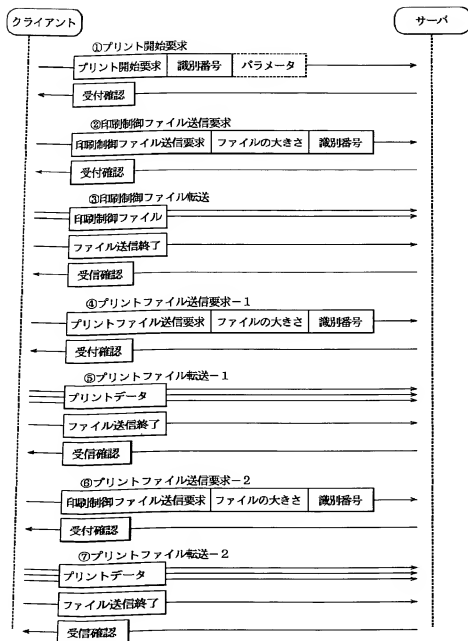 クライアント
サーバ
①プリント開始要求
プリント開始要求 識別番号 パラメータ
受付確認
②印刷制御ファイル送信要求
印刷制御ファイル送信要求 ファイルの大きさ 識別番号
受付確認
③印刷制御ファイル転送
印刷制御ファイル
ファイル送信終了
受信確認
④プリントファイル送信要求－1
プリントファイル送信要求 ファイルの大きさ 識別番号
受付確認
⑤プリントファイル転送－1
プリントデータ
ファイル送信終了
受信確認
⑥プリントファイル送信要求－2
印刷制御ファイル送信要求 ファイルの大きさ 識別番号
受付確認
⑦プリントファイル転送－2
プリントデータ
ファイル送信終了
受信確認